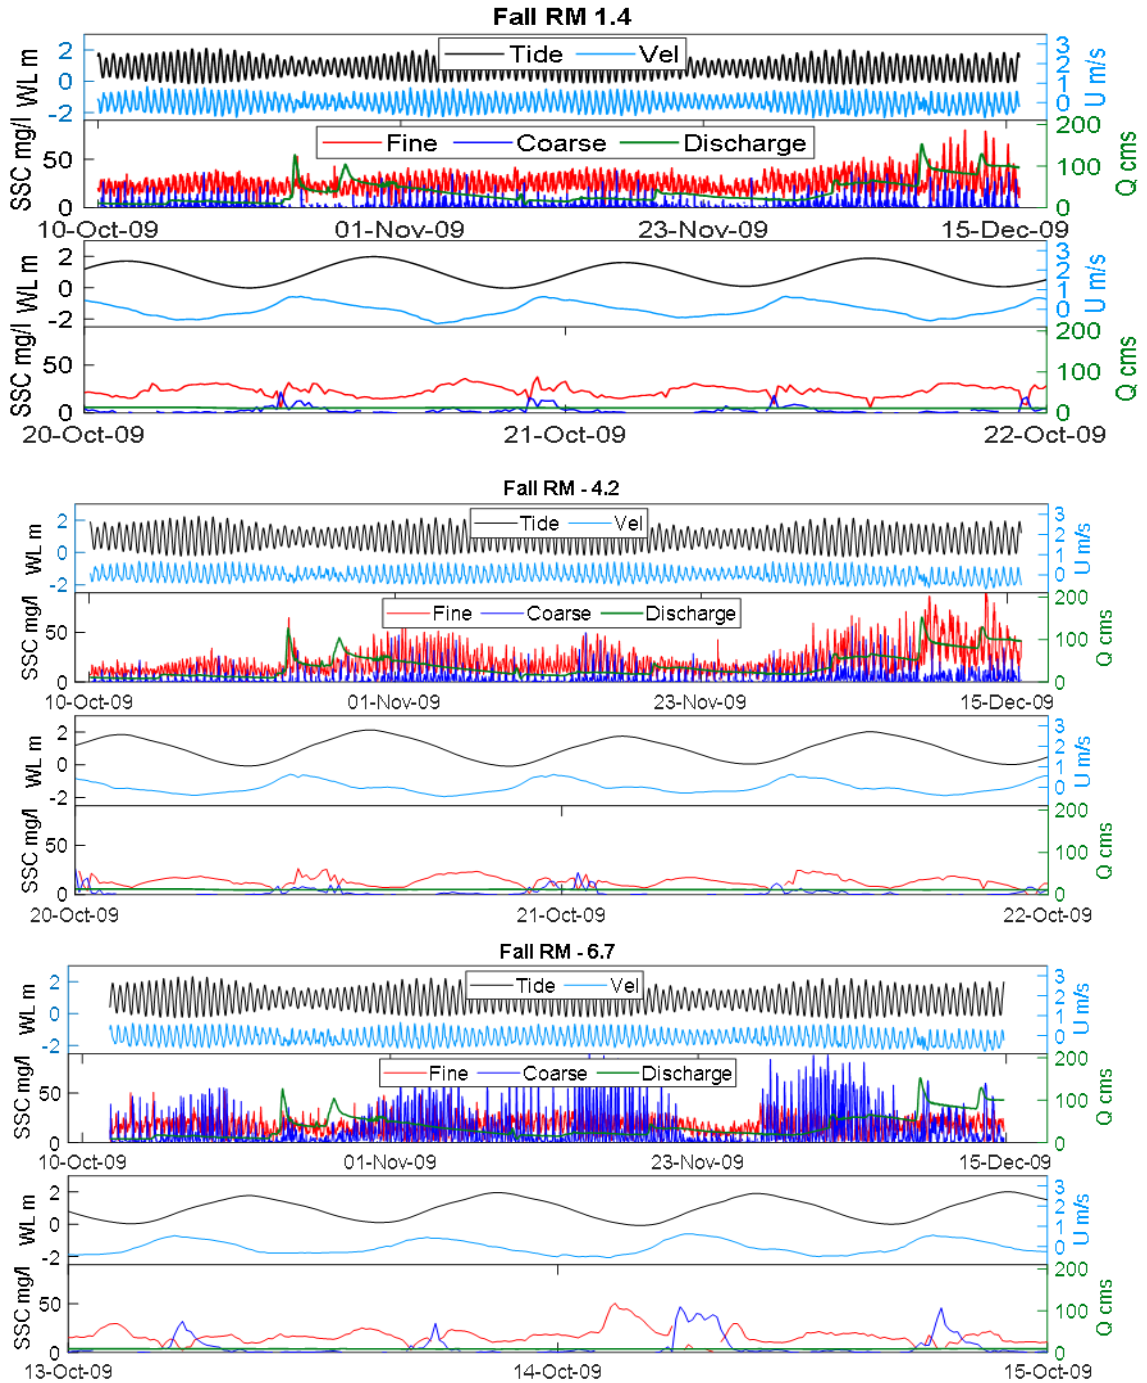 Fall RM 1.4
WL m
2
0
-2
Tide Vel
3
2
1
0
U m/s
SSC mg/l
50
0
Fine Coarse Discharge
200
100
0
Q cms
10-Oct-09 01-Nov-09 23-Nov-09 15-Dec-09
WL m
2
0
-2
3
2
1
0
U m/s
SSC mg/l
50
0
200
100
0
Q cms
20-Oct-09 21-Oct-09 22-Oct-09
Fall RM - 4.2
WL m
2
0
-2
Tide Vel
3
2
1
0
U m/s
SSC mg/l
50
0
Fine Coarse Discharge
200
100
0
Q cms
10-Oct-09 01-Nov-09 23-Nov-09 15-Dec-09
WL m
2
0
-2
3
2
1
0
U m/s
SSC mg/l
50
0
200
100
0
Q cms
20-Oct-09 21-Oct-09 22-Oct-09
Fall RM - 6.7
WL m
2
0
-2
Tide Vel
3
2
1
0
U m/s
SSC mg/l
50
0
Fine Coarse Discharge
200
100
0
Q cms
10-Oct-09 01-Nov-09 23-Nov-09 15-Dec-09
WL m
2
0
-2
3
2
1
0
U m/s
SSC mg/l
50
0
200
100
0
Q cms
13-Oct-09 14-Oct-09 15-Oct-09